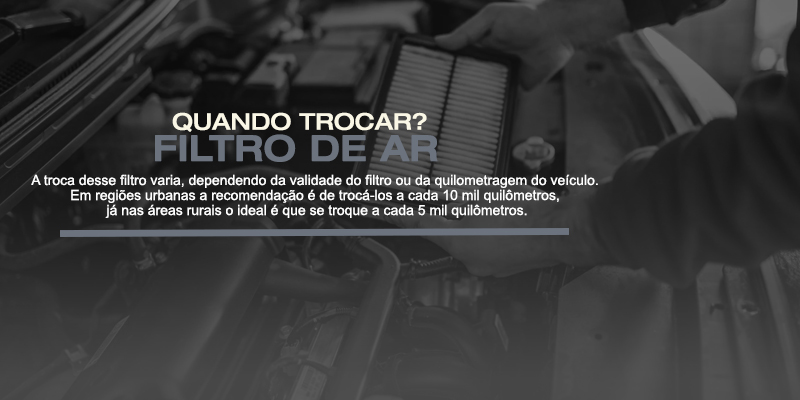 QUANDO TROCAR?
FILTRO DE AR
A troca desse filtro varia, dependendo da validade do filtro ou da quilometragem do veículo.
Em regiões urbanas a recomendação é de trocá-los a cada 10 mil quilômetros,
já nas áreas rurais o ideal é que se troque a cada 5 mil quilômetros.